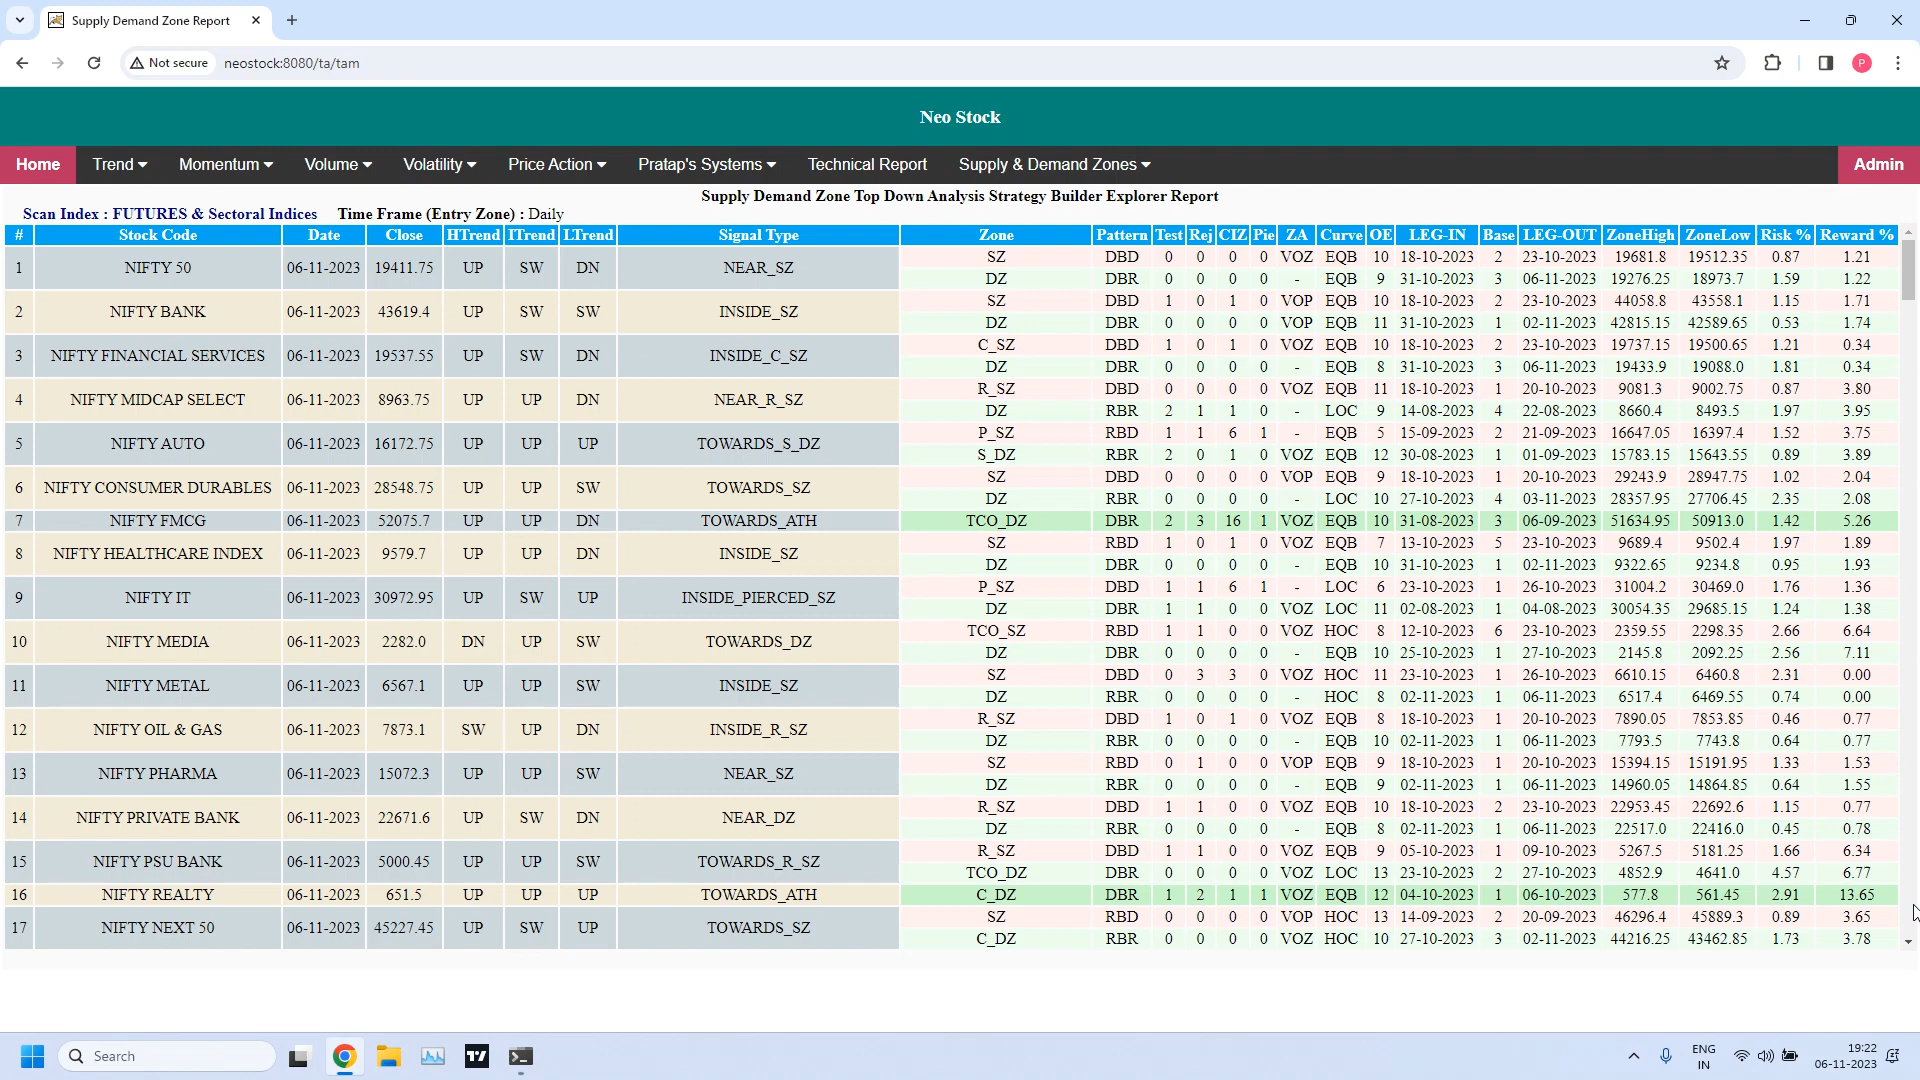 Supply Demand Zone Report
Not secure
neostock:8080/ta/tam
P
Neo Stock
Home Trend Momentum Volume Volatility Price Action Pratap's Systems Technical Report Supply & Demand Zones Admin
Supply Demand Zone Top Down Analysis Strategy Builder Explorer Report
Scan Index : FUTURES & Sectoral Indices Time Frame (Entry Zone) : Daily
# Stock Code Date Close HTrend ITrend LTrend Signal Type Zone Pattern Test Rej CIZ Pie ZA Curve OE LEG-IN Base LEG-OUT ZoneHigh ZoneLow Risk % Reward %
1 NIFTY 50 06-11-2023 19411.75 UP SW DN NEAR_SZ
SZ DBD 0 0 0 0 VOZ EQB 10 18-10-2023 2 23-10-2023 19681.8 19512.35 0.87 1.21
DZ DBR 0 0 0 0 - EQB 9 31-10-2023 3 06-11-2023 19276.25 18973.7 1.59 1.22
2 NIFTY BANK 06-11-2023 43619.4 UP SW SW INSIDE_SZ
SZ DBD 1 0 1 0 VOP EQB 10 18-10-2023 2 23-10-2023 44058.8 43558.1 1.15 1.71
DZ DBR 0 0 0 0 VOP EQB 11 31-10-2023 1 02-11-2023 42815.15 42589.65 0.53 1.74
3 NIFTY FINANCIAL SERVICES 06-11-2023 19537.55 UP SW DN INSIDE_C_SZ
C_SZ DBD 1 0 1 0 VOZ EQB 10 18-10-2023 2 23-10-2023 19737.15 19500.65 1.21 0.34
DZ DBR 0 0 0 0 - EQB 8 31-10-2023 3 06-11-2023 19433.9 19088.0 1.81 0.34
4 NIFTY MIDCAP SELECT 06-11-2023 8963.75 UP UP DN NEAR_R_SZ
R_SZ DBD 0 0 0 0 VOZ EQB 11 18-10-2023 1 20-10-2023 9081.3 9002.75 0.87 3.80
DZ RBR 2 1 1 0 - LOC 9 14-08-2023 4 22-08-2023 8660.4 8493.5 1.97 3.95
5 NIFTY AUTO 06-11-2023 16172.75 UP UP UP TOWARDS_S_DZ
P_SZ RBD 1 1 6 1 - EQB 5 15-09-2023 2 21-09-2023 16647.05 16397.4 1.52 3.75
S_DZ RBR 2 0 1 0 VOZ EQB 12 30-08-2023 1 01-09-2023 15783.15 15643.55 0.89 3.89
6 NIFTY CONSUMER DURABLES 06-11-2023 28548.75 UP UP SW TOWARDS_SZ
SZ DBD 0 0 0 0 VOP EQB 9 18-10-2023 1 20-10-2023 29243.9 28947.75 1.02 2.04
DZ RBR 0 0 0 0 - LOC 10 27-10-2023 4 03-11-2023 28357.95 27706.45 2.35 2.08
7 NIFTY FMCG 06-11-2023 52075.7 UP UP DN TOWARDS_ATH TCO_DZ DBR 2 3 16 1 VOZ EQB 10 31-08-2023 3 06-09-2023 51634.95 50913.0 1.42 5.26
8 NIFTY HEALTHCARE INDEX 06-11-2023 9579.7 UP UP DN INSIDE_SZ
SZ RBD 1 0 1 0 VOZ EQB 7 13-10-2023 5 23-10-2023 9689.4 9502.4 1.97 1.89
DZ DBR 0 0 0 0 - EQB 10 31-10-2023 1 02-11-2023 9322.65 9234.8 0.95 1.93
9 NIFTY IT 06-11-2023 30972.95 UP SW UP INSIDE_PIERCED_SZ
P_SZ DBD 1 1 6 1 - LOC 6 23-10-2023 1 26-10-2023 31004.2 30469.0 1.76 1.36
DZ DBR 1 1 0 0 VOZ LOC 11 02-08-2023 1 04-08-2023 30054.35 29685.15 1.24 1.38
10 NIFTY MEDIA 06-11-2023 2282.0 DN UP SW TOWARDS_DZ
TCO_SZ RBD 1 1 0 0 VOZ HOC 8 12-10-2023 6 23-10-2023 2359.55 2298.35 2.66 6.64
DZ DBR 0 0 0 0 - EQB 10 25-10-2023 1 27-10-2023 2145.8 2092.25 2.56 7.11
11 NIFTY METAL 06-11-2023 6567.1 UP UP SW INSIDE_SZ
SZ DBD 0 3 3 0 VOZ HOC 11 23-10-2023 1 26-10-2023 6610.15 6460.8 2.31 0.00
DZ RBR 0 0 0 0 - HOC 8 02-11-2023 1 06-11-2023 6517.4 6469.55 0.74 0.00
12 NIFTY OIL & GAS 06-11-2023 7873.1 SW UP DN INSIDE_R_SZ
R_SZ DBD 1 0 1 0 VOZ EQB 8 18-10-2023 1 20-10-2023 7890.05 7853.85 0.46 0.77
DZ RBR 0 0 0 0 - EQB 10 02-11-2023 1 06-11-2023 7793.5 7743.8 0.64 0.77
13 NIFTY PHARMA 06-11-2023 15072.3 UP UP SW NEAR_SZ
SZ RBD 0 1 0 0 VOP EQB 9 18-10-2023 1 20-10-2023 15394.15 15191.95 1.33 1.53
DZ RBR 0 0 0 0 - EQB 9 02-11-2023 1 06-11-2023 14960.05 14864.85 0.64 1.55
14 NIFTY PRIVATE BANK 06-11-2023 22671.6 UP SW DN NEAR_DZ
R_SZ DBD 1 1 0 0 VOZ EQB 10 18-10-2023 2 23-10-2023 22953.45 22692.6 1.15 0.77
DZ RBR 0 0 0 0 - EQB 8 02-11-2023 1 06-11-2023 22517.0 22416.0 0.45 0.78
15 NIFTY PSU BANK 06-11-2023 5000.45 UP UP SW TOWARDS_R_SZ
R_SZ DBD 1 1 0 0 VOZ EQB 9 05-10-2023 1 09-10-2023 5267.5 5181.25 1.66 6.34
TCO_DZ DBR 0 0 0 0 VOZ LOC 13 23-10-2023 2 27-10-2023 4852.9 4641.0 4.57 6.77
16 NIFTY REALTY 06-11-2023 651.5 UP UP UP TOWARDS_ATH C_DZ DBR 1 2 1 1 VOZ EQB 12 04-10-2023 1 06-10-2023 577.8 561.45 2.91 13.65
17 NIFTY NEXT 50 06-11-2023 45227.45 UP SW UP TOWARDS_SZ
SZ RBD 0 0 0 0 VOP HOC 13 14-09-2023 2 20-09-2023 46296.4 45889.3 0.89 3.65
C_DZ RBR 0 0 0 0 VOZ HOC 10 27-10-2023 3 02-11-2023 44216.25 43462.85 1.73 3.78
Search
ENG
IN
19:22
06-11-2023